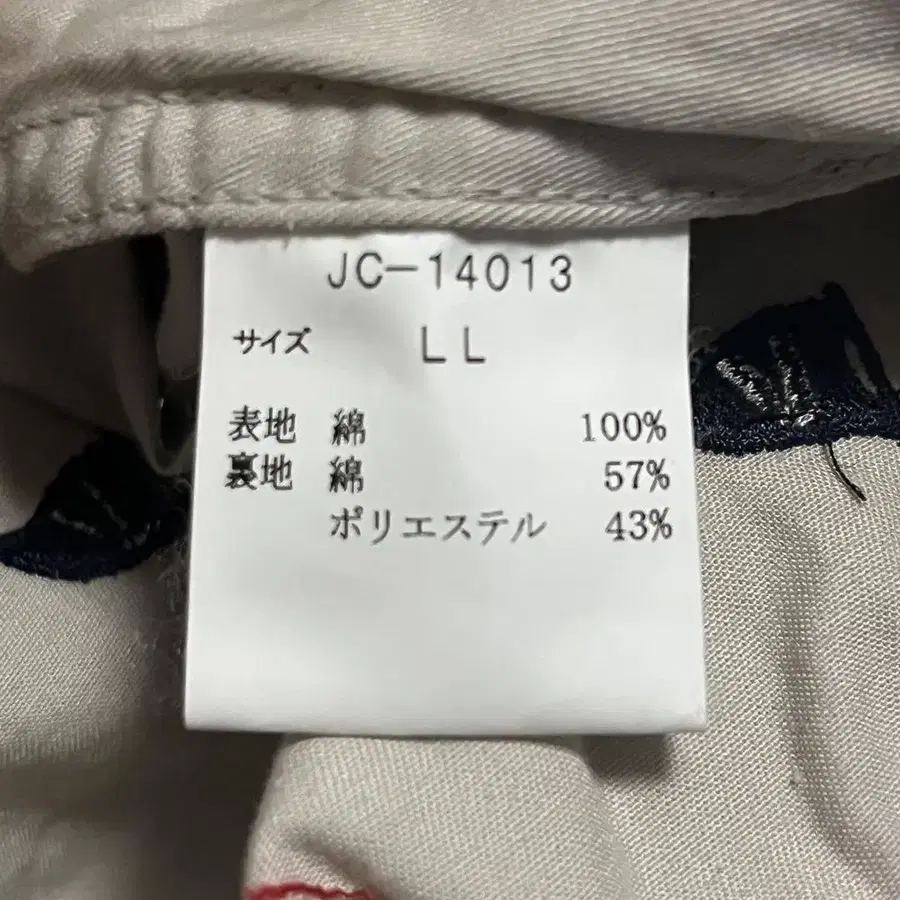 JC-14013
サイズ LL
表地 綿 100%
裏地 綿 57%
ポリエステル 43%